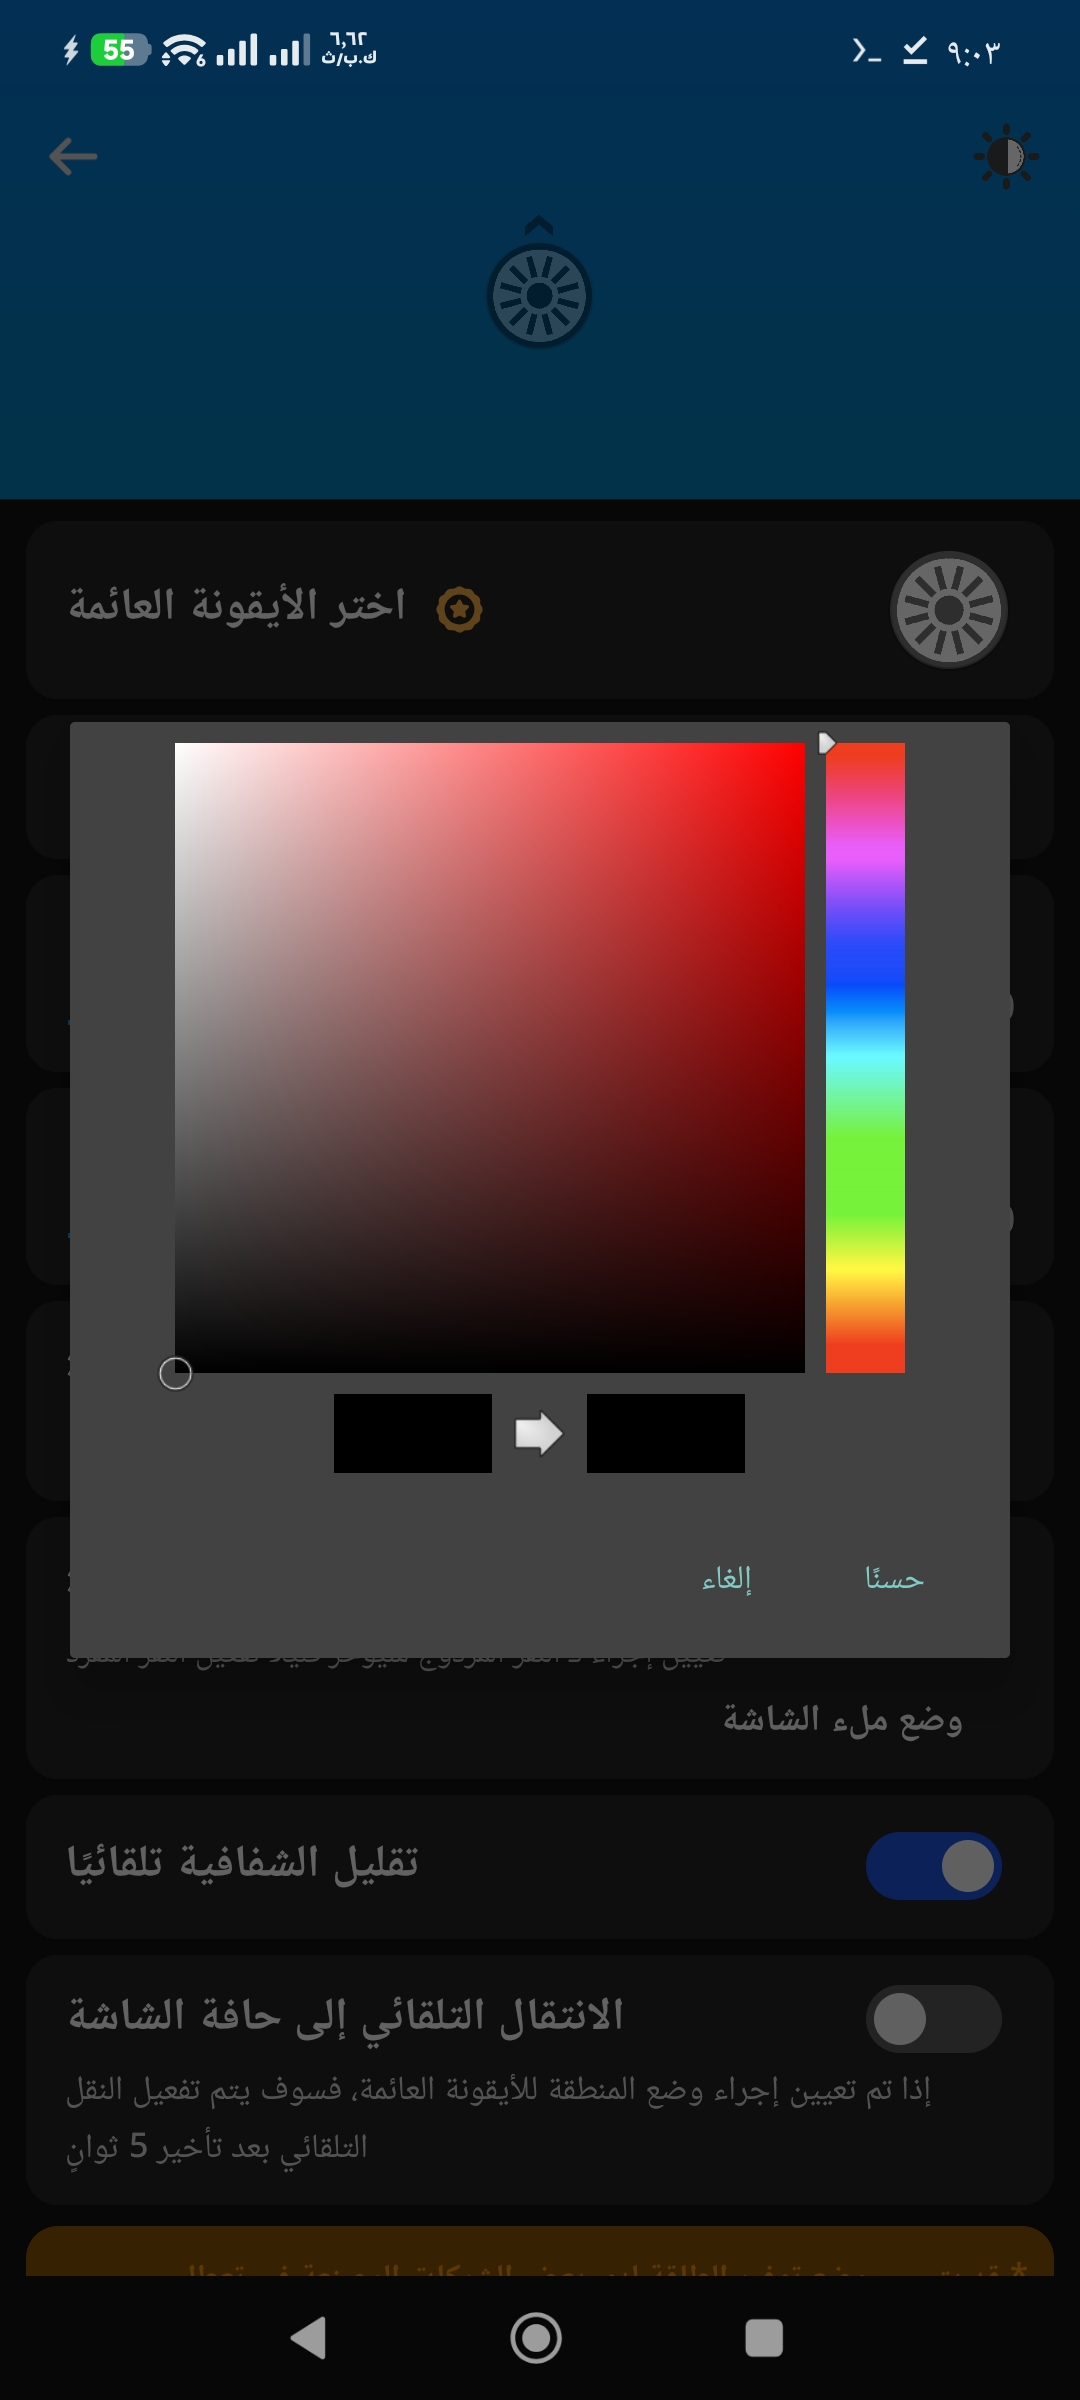 55
٦,٦٢
ك.ب/ث
٩:٠٣
اختر الأيقونة العائمة
حسنًا
إلغاء
وضع ملء الشاشة
تقليل الشفافية تلقائيًا
الانتقال التلقائي إلى حافة الشاشة
إذا تم تعيين إجراء وضع المنطقة للأيقونة العائمة، فسوف يتم تفعيل النقل
التلقائي بعد تأخير 5 ثوانٍ